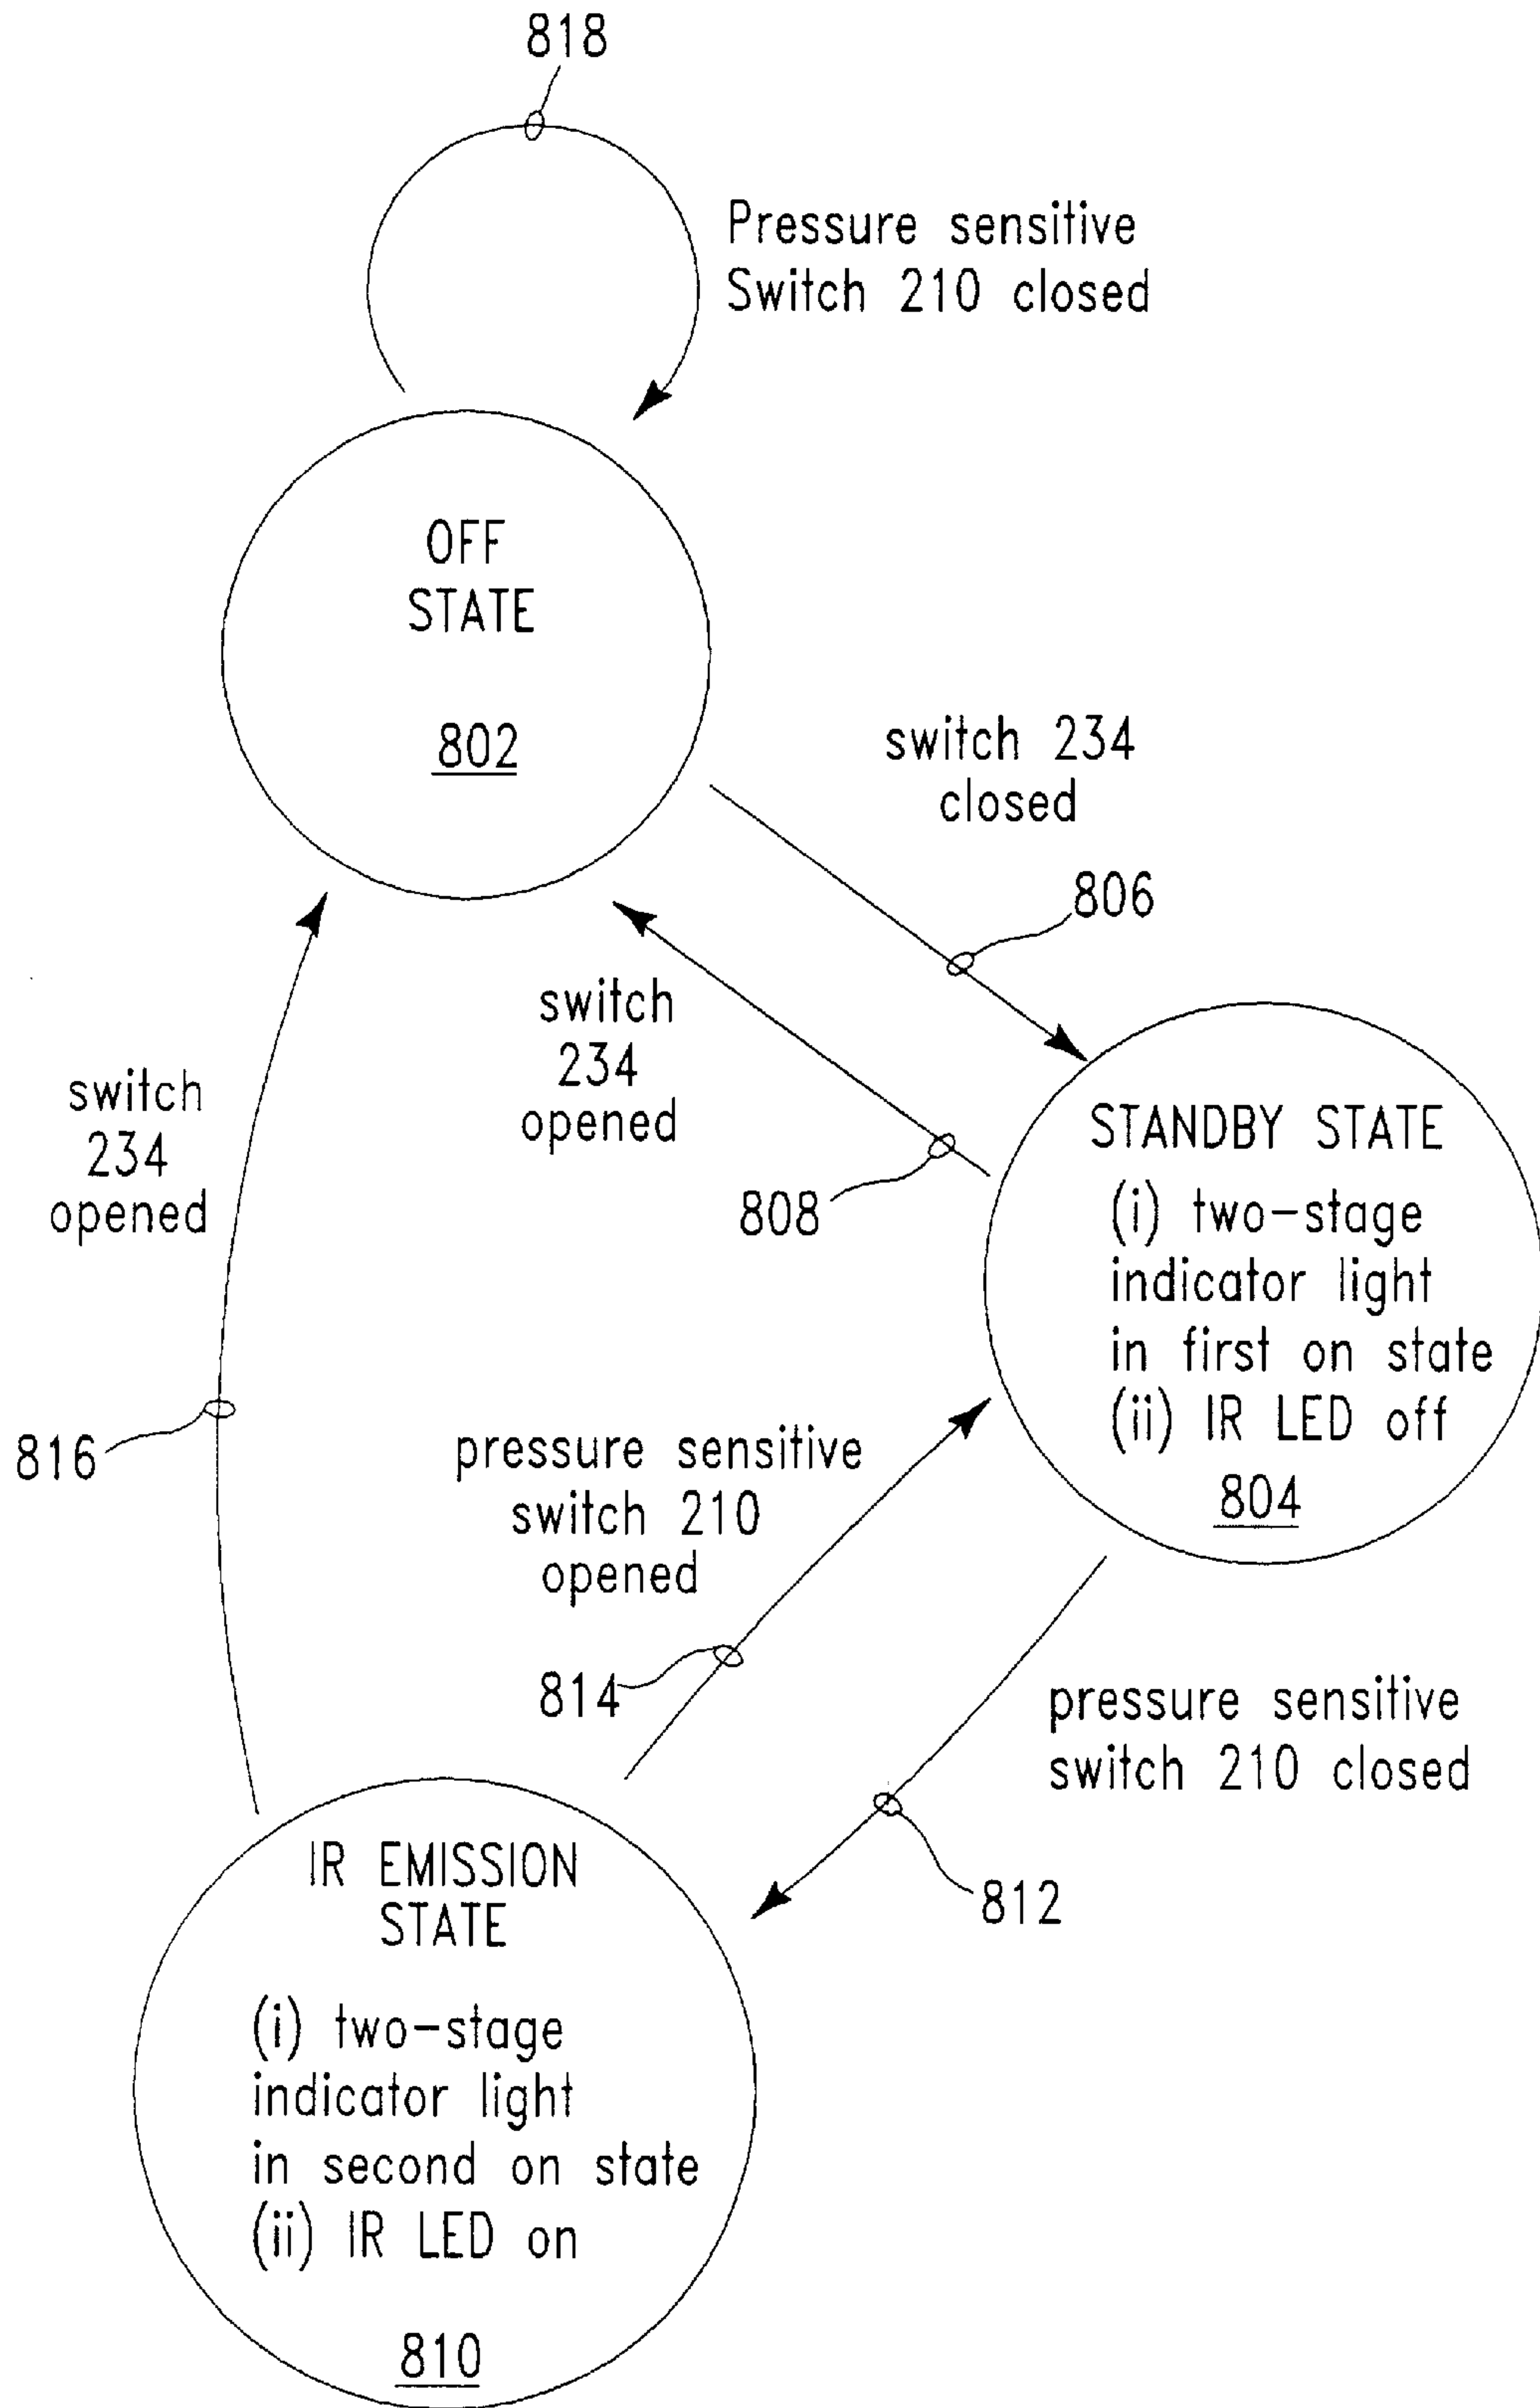 818
Pressure sensitive
Switch 210 closed
OFF
STATE
802
switch 234
closed
806
switch
234
opened
808
switch
234
opened
816
STANDBY STATE
(i) two-stage
indicator light
in first on state
(ii) IR LED off
804
pressure sensitive
switch 210
opened
814
pressure sensitive
switch 210 closed
812
IR EMISSION
STATE
(i) two-stage
indicator light
in second on state
(ii) IR LED on
810